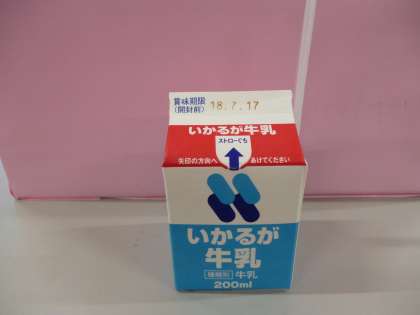 賞味期限
(開封前)
18.7.17
いかるが牛乳
ストローぐち
矢印の方向へ あけてください
いかるが
牛乳
種類別 牛乳
200ml